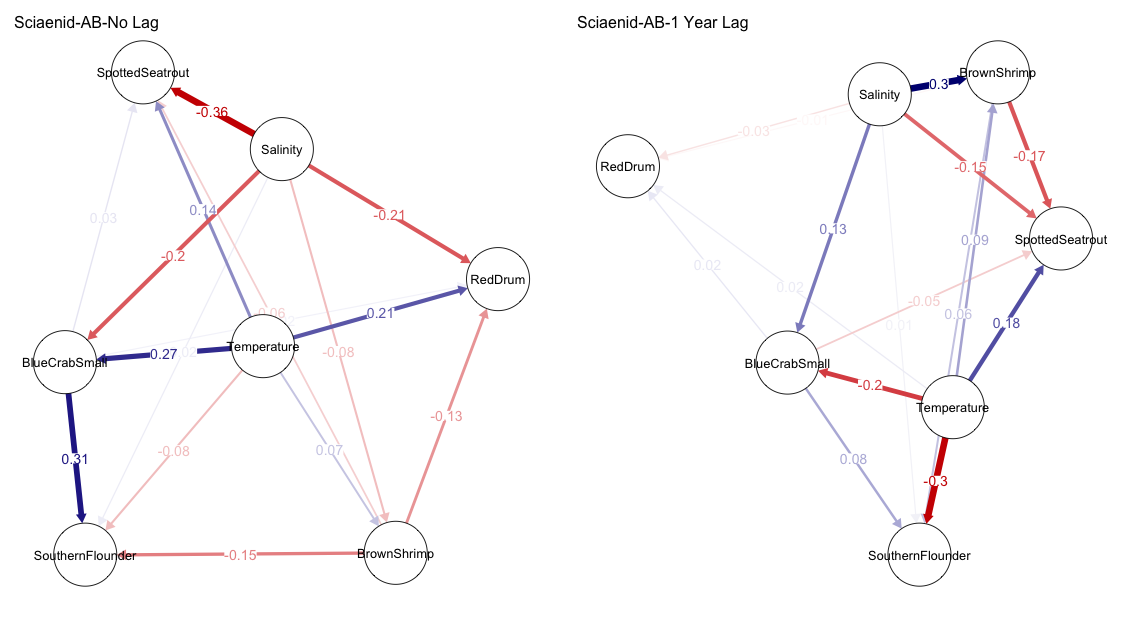 Sciaenid-AB-No Lag
SpottedSeatrout
-0.36
Salinity
0.14
0.03
-0.21
-0.2
RedDrum
0.06
0.21
Temperature
-0.08
0.27
BlueCrabSmall
-0.13
0.07
-0.08
0.31
SouthernFlounder
-0.15
BrownShrimp
Sciaenid-AB-1 Year Lag
BrownShrimp
0.3
Salinity
-0.03
-0.17
RedDrum
-0.15
0.13
0.09
SpottedSeatrout
0.02
0.02
-0.05
0.06
0.18
0.01
BlueCrabSmall
-0.2
Temperature
0.08
-0.3
SouthernFlounder